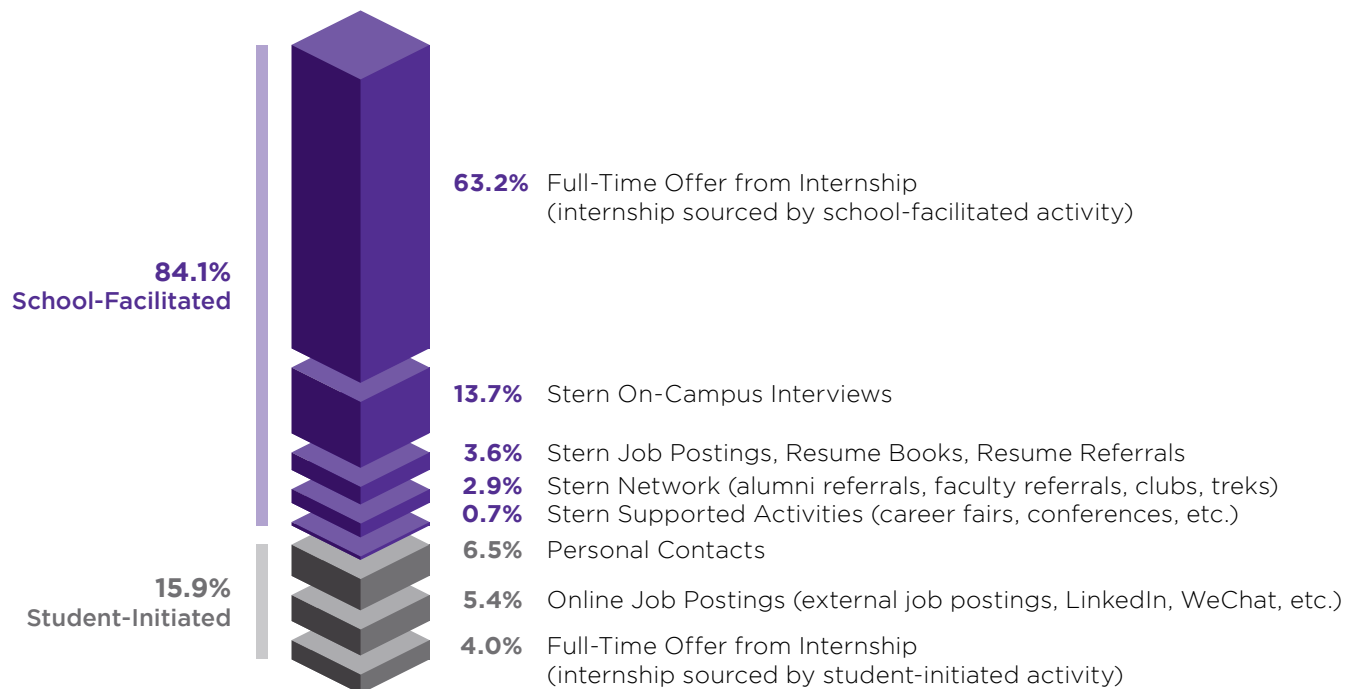 63.2% Full-Time Offer from Internship
(internship sourced by school-facilitated activity)
84.1%
School-Facilitated
13.7% Stern On-Campus Interviews
3.6% Stern Job Postings, Resume Books, Resume Referrals
2.9% Stern Network (alumni referrals, faculty referrals, clubs, treks)
0.7% Stern Supported Activities (career fairs, conferences, etc.)
6.5% Personal Contacts
15.9%
Student-Initiated
5.4% Online Job Postings (external job postings, LinkedIn, WeChat, etc.)
4.0% Full-Time Offer from Internship
(internship sourced by student-initiated activity)